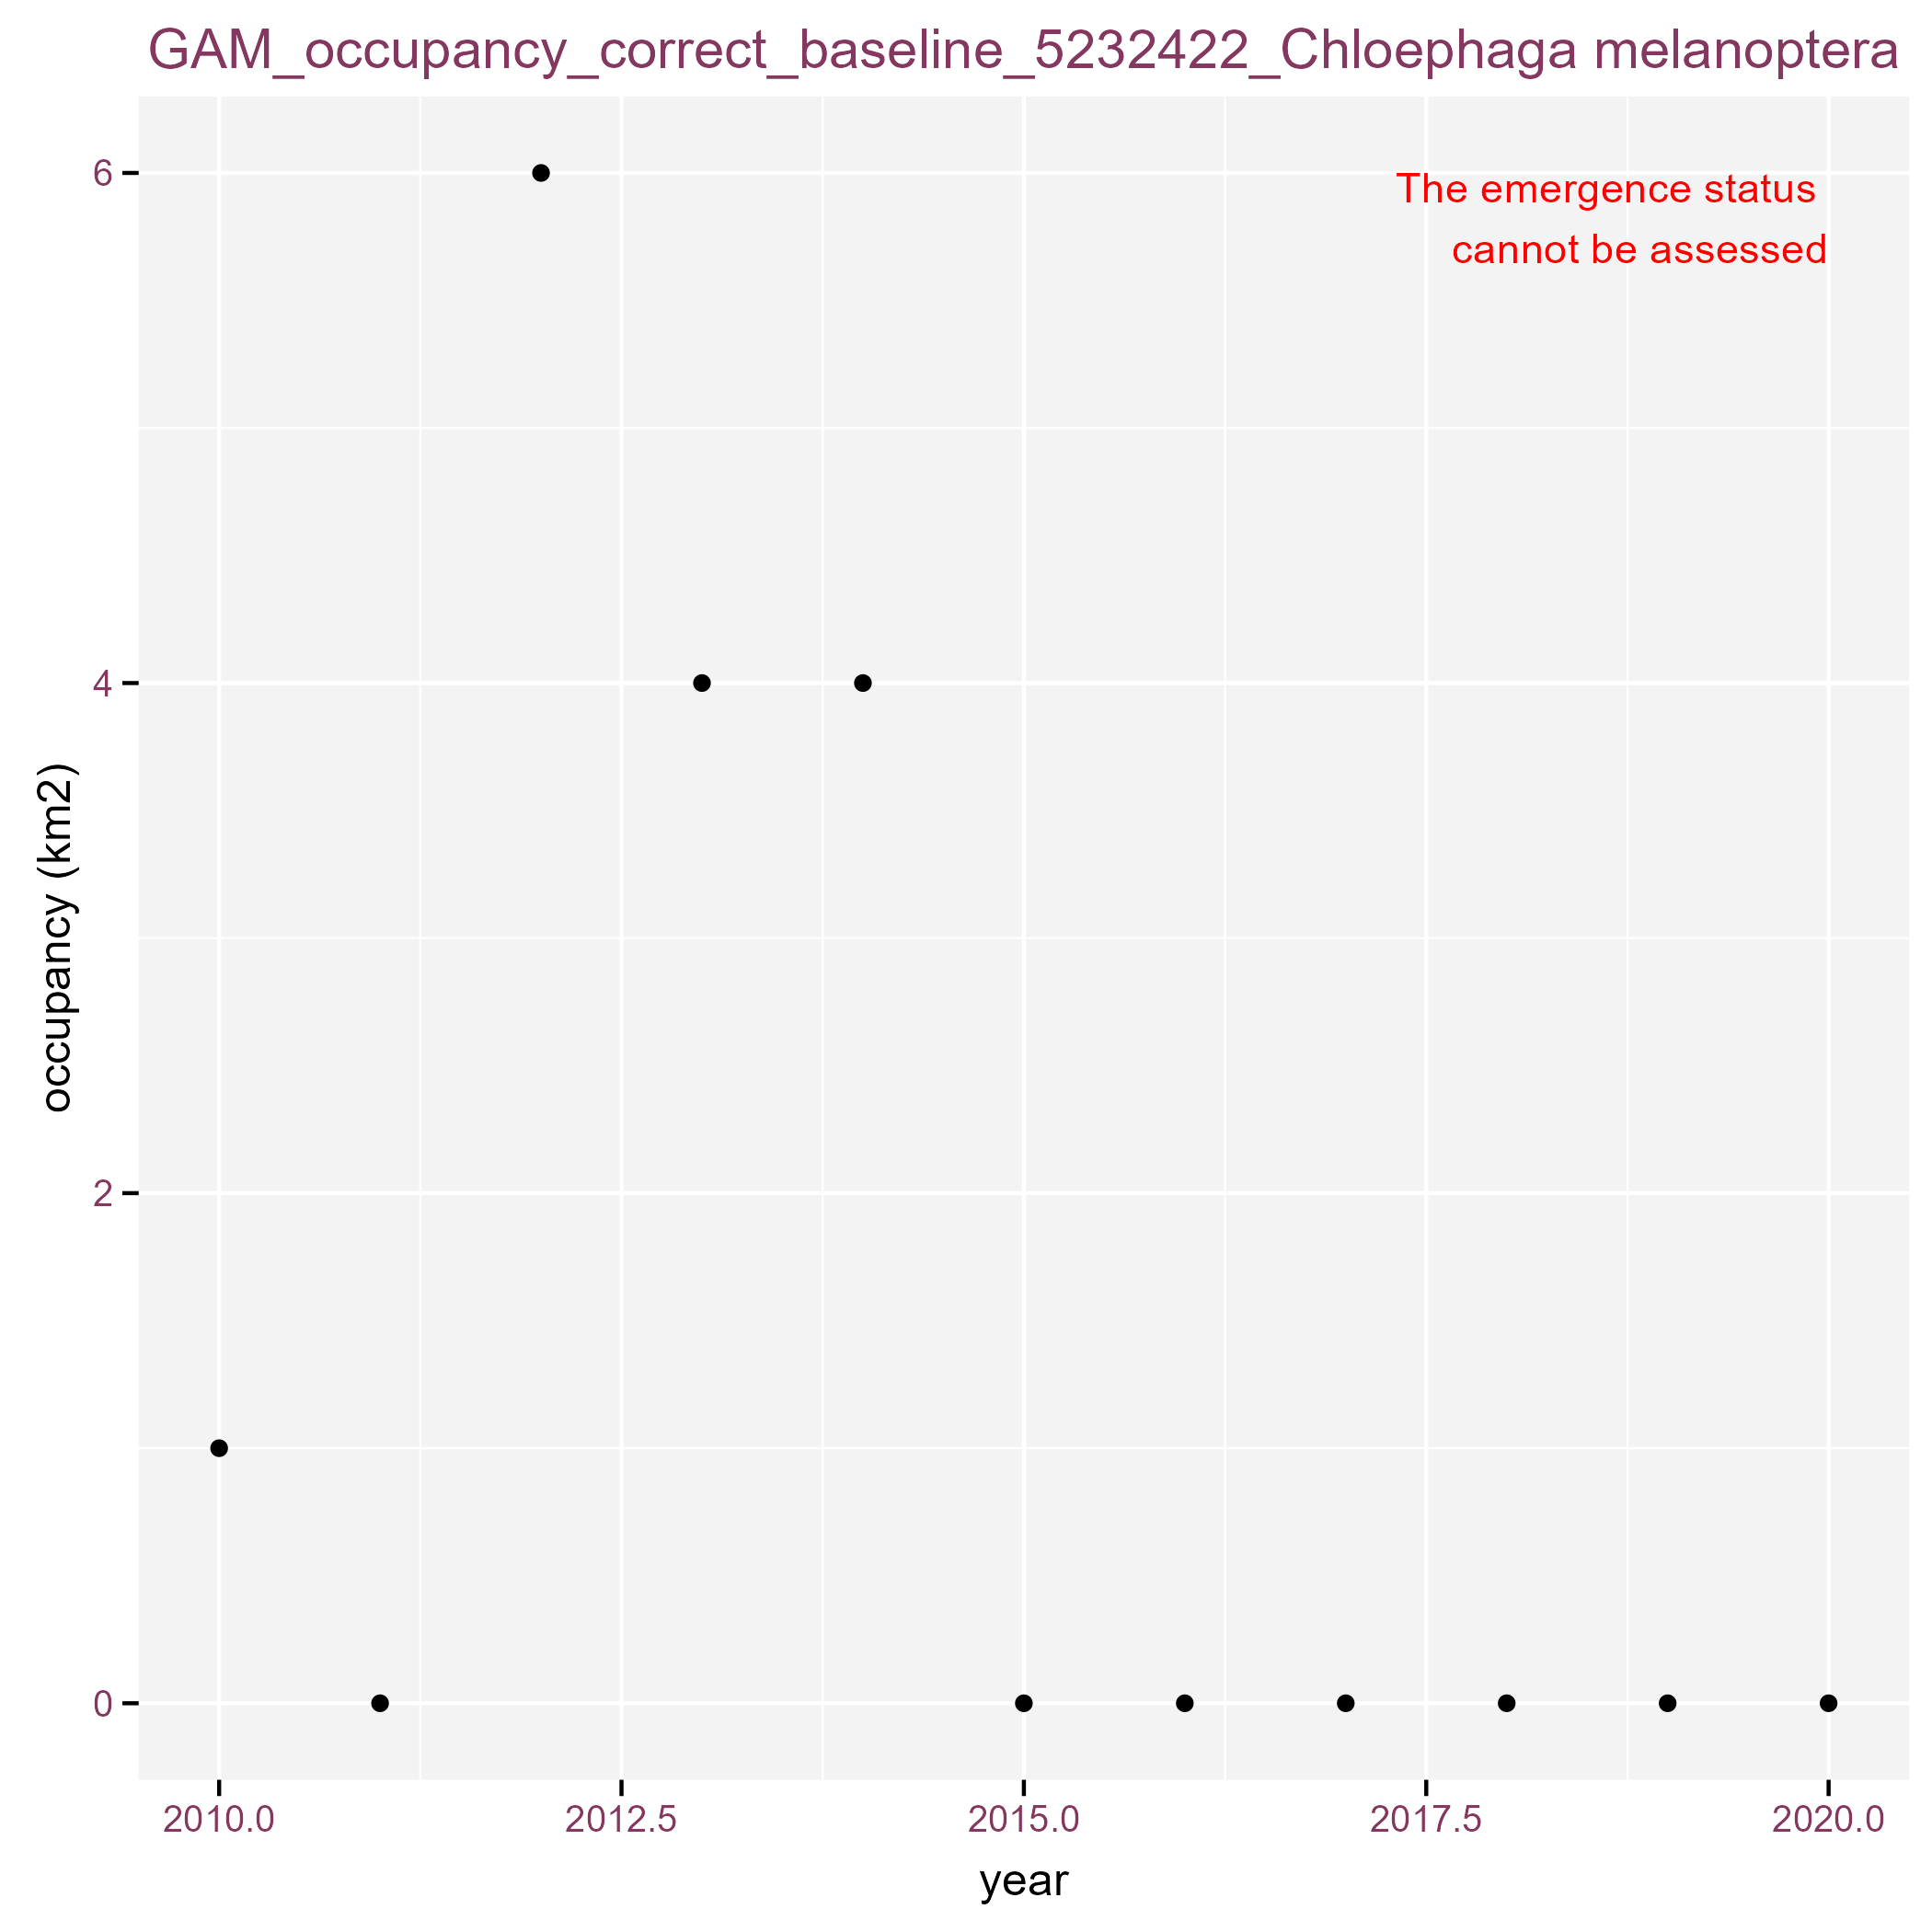 GAM_occupancy_correct_baseline_5232422_Chloephaga melanoptera
The emergence status
cannot be assessed
6
4
2
0
occupancy (km2)
2010.0 2012.5 2015.0 2017.5 2020.0
year